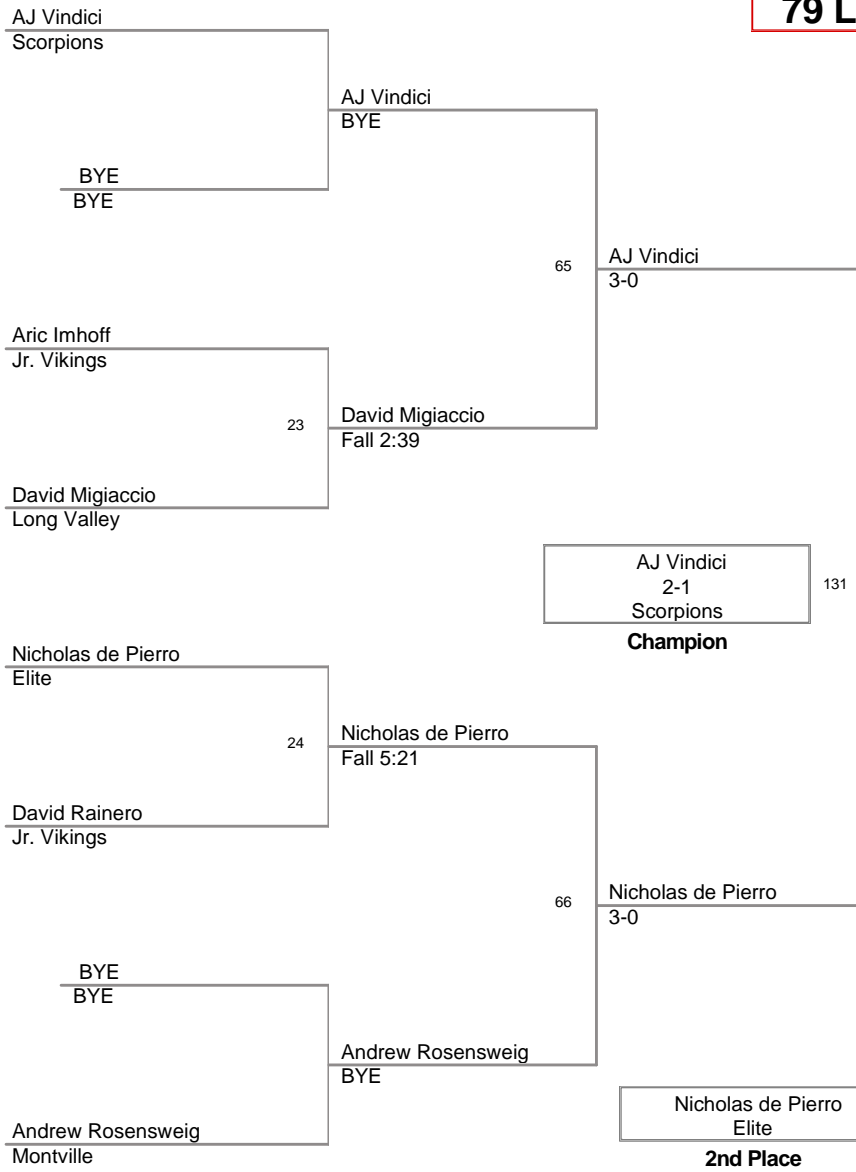 79 L
AJ Vindici
Scorpions
AJ Vindici
BYE
BYE
BYE
65
AJ Vindici
3-0
Aric Imhoff
Jr. Vikings
23
David Migiaccio
Fall 2:39
David Migiaccio
Long Valley
AJ Vindici
2-1
Scorpions
131
Champion
Nicholas de Pierro
Elite
24
Nicholas de Pierro
Fall 5:21
David Rainero
Jr. Vikings
66
Nicholas de Pierro
3-0
BYE
BYE
Andrew Rosensweig
BYE
Andrew Rosensweig
Montville
Nicholas de Pierro
Elite
2nd Place